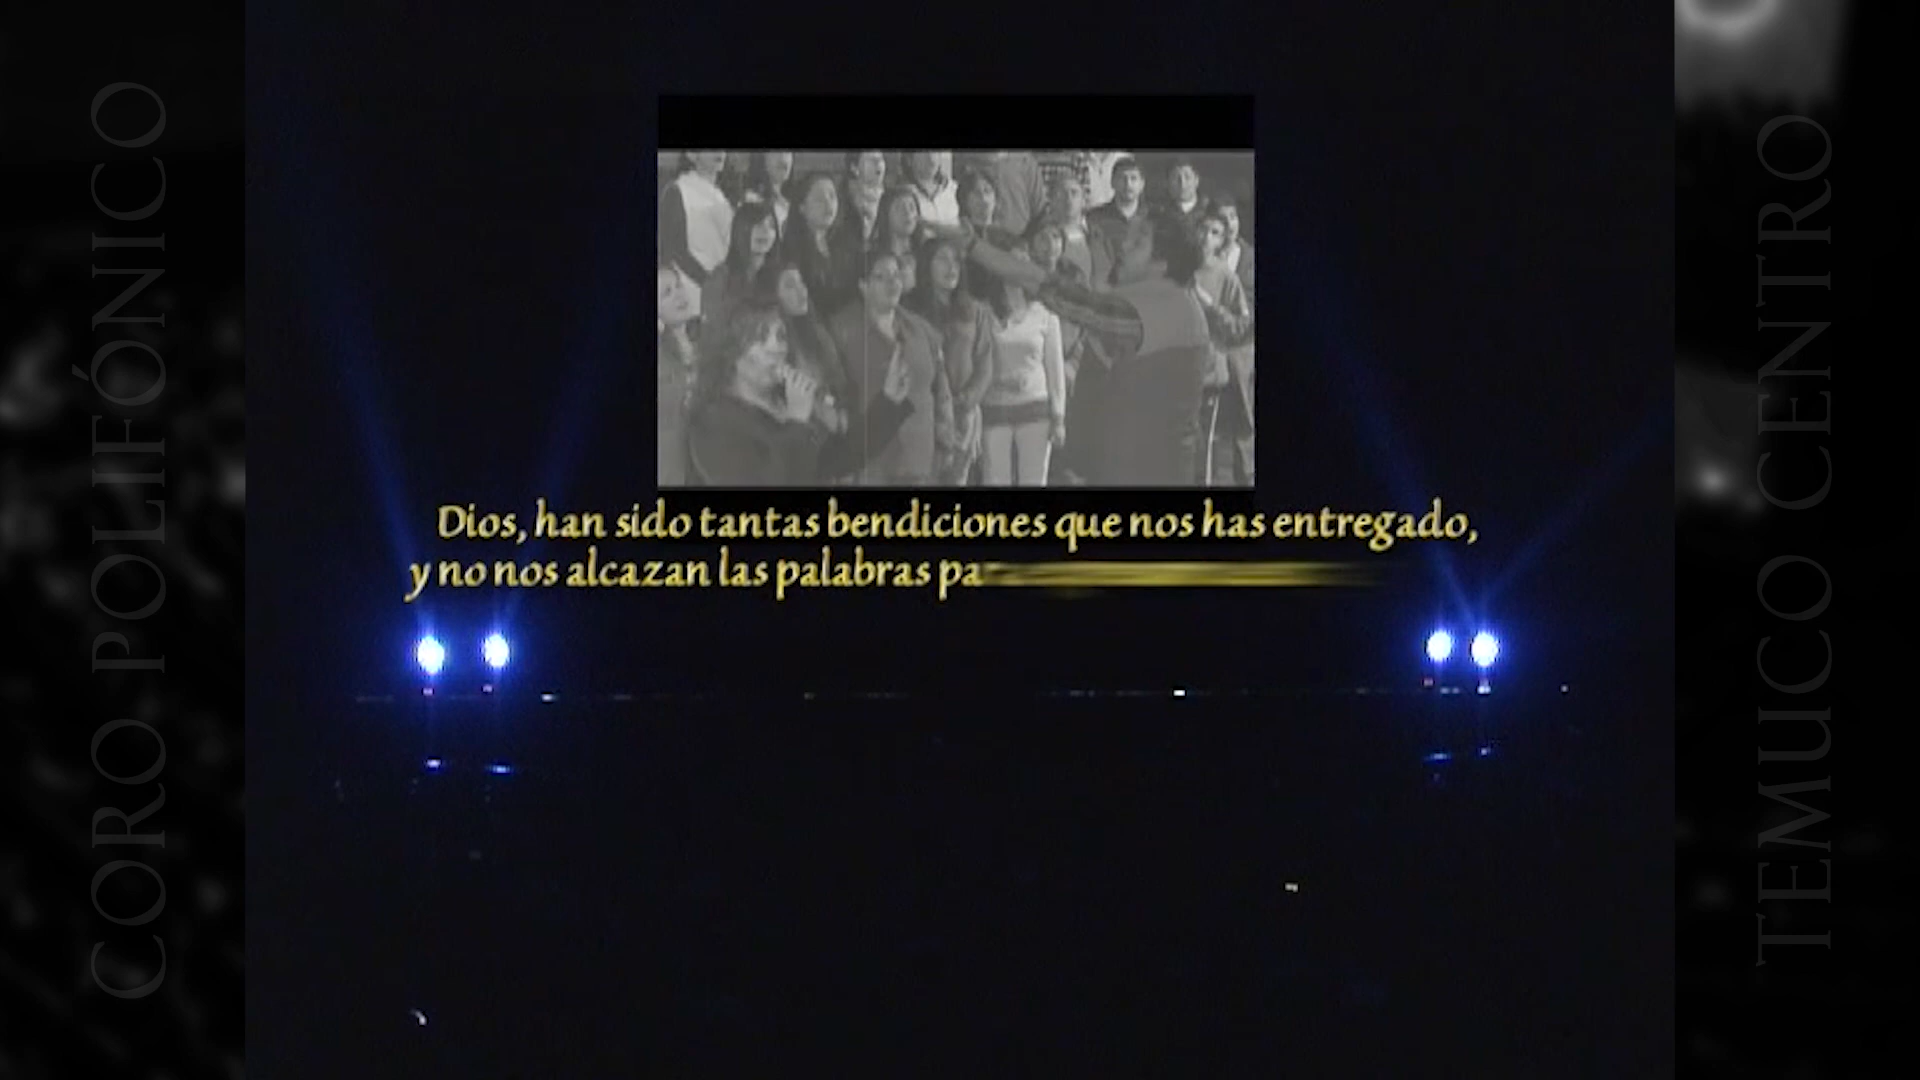 CORO POLIFÓNICO
Dios, han sido tantas bendiciones que nos has entregado,
y no nos alcazan las palabras pa
TEMUCO CENTRO